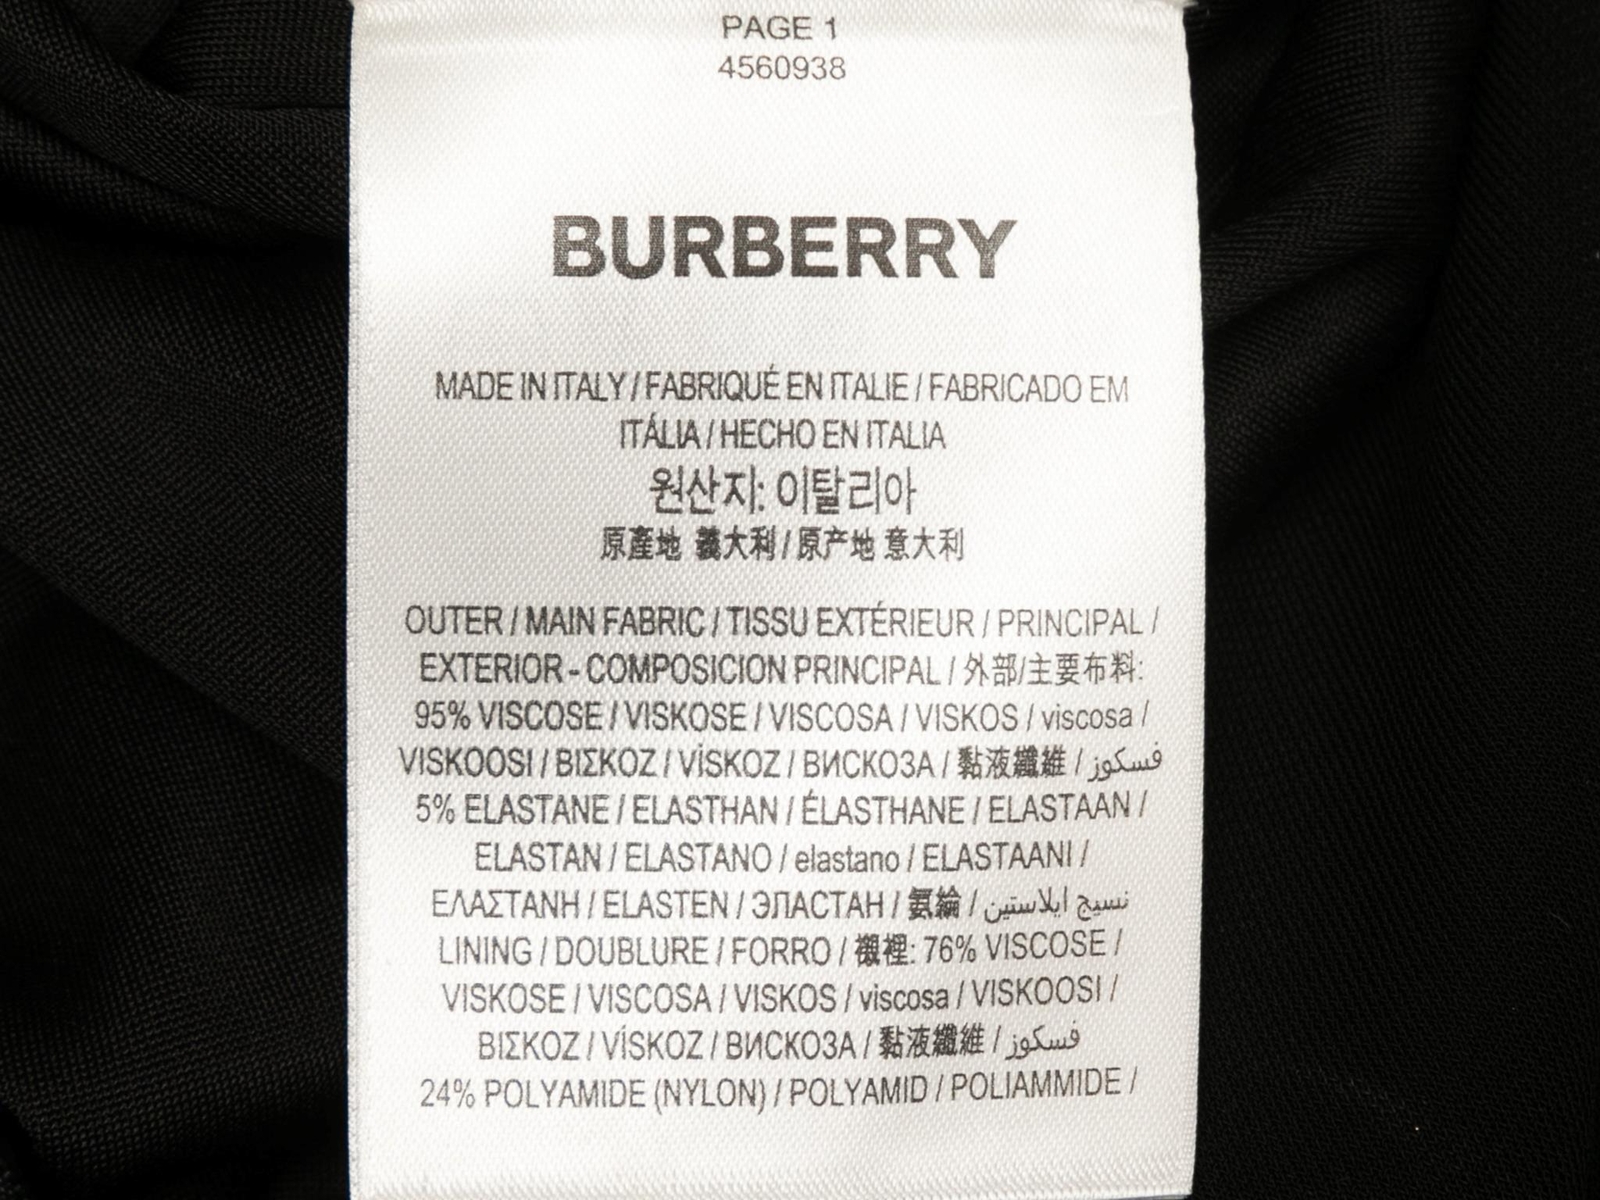 PAGE 1
4560938
BURBERRY
MADE IN ITALY / FABRIQUÉ EN ITALIE / FABRICADO EM
ITÁLIA / HECHO EN ITALIA
원산지: 이탈리아
原產地 義大利 / 原产地 意大利
OUTER / MAIN FABRIC / TISSU EXTÉRIEUR / PRINCIPAL /
EXTERIOR - COMPOSICION PRINCIPAL / 外部/主要布料:
95% VISCOSE / VISKOSE / VISCOSA / VISKOS / viscosa /
VISKOOSI / ΒΙΣΚΟΖ / VİSKOZ / ВИСКОЗА / 黏液纖維 / فسكوز
5% ELASTANE / ELASTHAN / ÉLASTHANE / ELASTAAN /
ELASTAN / ELASTANO / elastano / ELASTAANI /
ΕΛΑΣΤΑΝΗ / ELASTEN / ЭЛАСТАН / 氨綸 / نسيج ايلاستين
LINING / DOUBLURE / FORRO / 襯裡: 76% VISCOSE /
VISKOSE / VISCOSA / VISKOS / viscosa / VISKOOSI /
ΒΙΣΚΟΖ / VİSKOZ / ВИСКОЗА / 黏液纖維 / فسكوز
24% POLYAMIDE (NYLON) / POLYAMID / POLIAMMIDE /